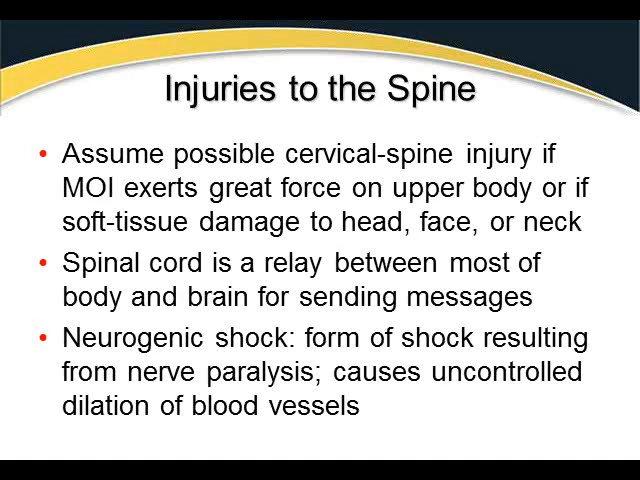 Injuries to the Spine
• Assume possible cervical-spine injury if
MOI exerts great force on upper body or if
soft-tissue damage to head, face, or neck
• Spinal cord is a relay between most of
body and brain for sending messages
• Neurogenic shock: form of shock resulting
from nerve paralysis; causes uncontrolled
dilation of blood vessels